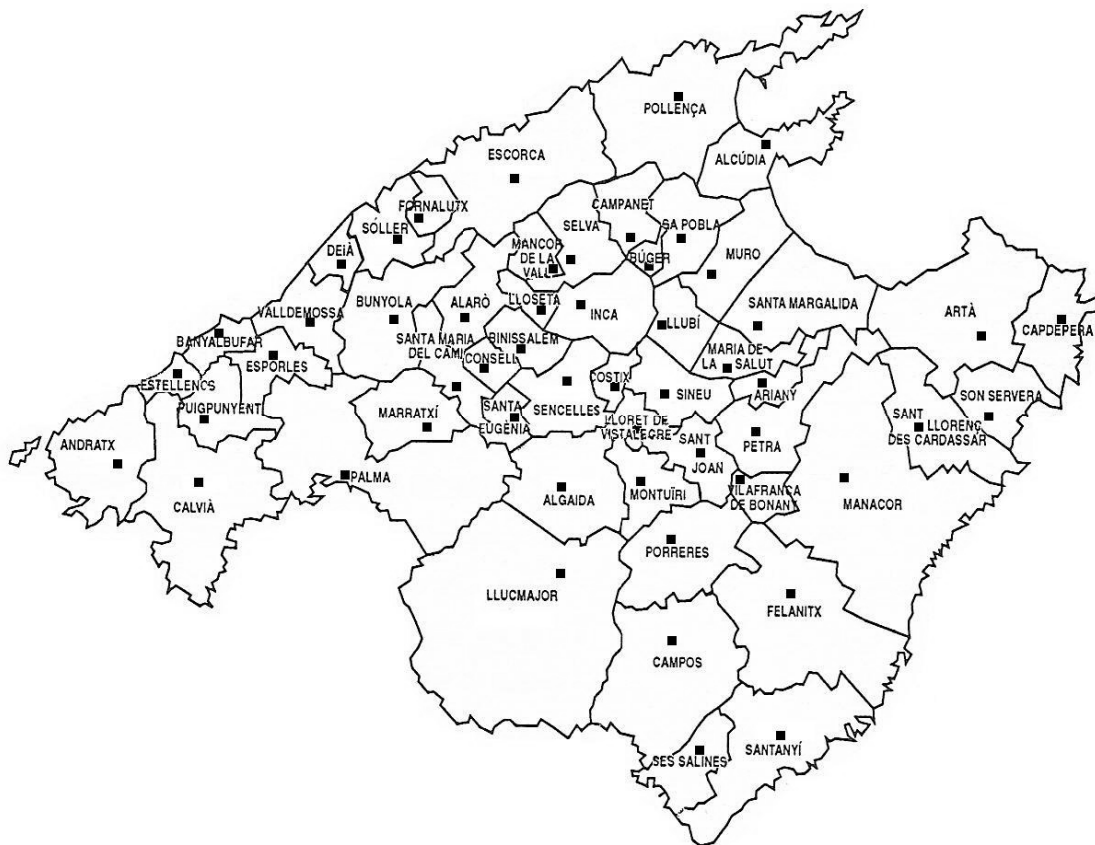 POLLENÇA
ALCÚDIA
ESCORCA
FORNALUTX
SÓLLER
DEIÀ
CAMPANET
SELVA
SA POBLA
MANCOR
DE LA
VALL
BÚGER
MURO
VALLDEMOSSA
BUNYOLA
ALARÒ
LLOSETA
INCA
LLUBÍ
SANTA MARGALIDA
ARTÀ
CAPDEPERA
BANYALBUFAR
ESPORLES
SANTA MARIA
DEL CAMÍ
BINISSALEM
CONSELL
MARIA DE
LA SALUT
ESTELLENCS
PUIGPUNYENT
MARRATXÍ
SANTA
EUGÈNIA
SENCELLES
COSTIX
SINEU
ARIANY
SON SERVERA
LLORET DE
VISTALEGRE
SANT
JOAN
PETRA
SANT
LLORENÇ
DES CARDASSAR
ANDRATX
CALVIÀ
PALMA
ALGAIDA
MONTUÏRI
VILAFRANCA
DE BONANY
MANACOR
PORRERES
LLUCMAJOR
FELANITX
CAMPOS
SES SALINES
SANTANYÍ